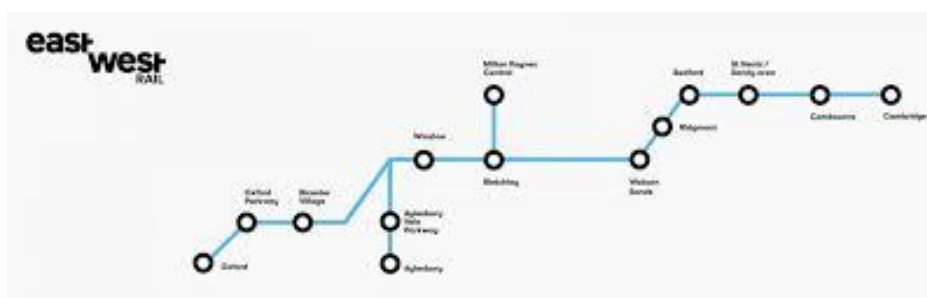 east
west
RAIL
Milton Keynes
Central
Bedford
St Neots /
Sandy area
Cambourne
Cambridge
Ridgmont
Winslow
Bletchley
Woburn
Sands
Oxford
Parkway
Bicester
Village
Aylesbury
Vale
Parkway
Oxford
Aylesbury